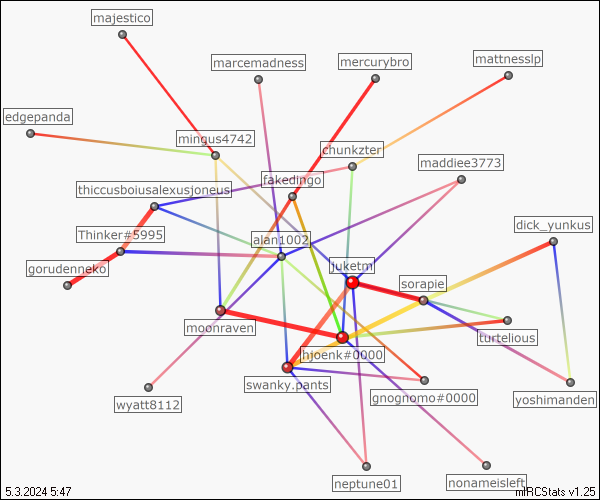 majestico
marcemadness
mercurybro
mattnesslp
edgepanda
mingus4742
chunkzter
maddiee3773
fakedingo
thiccusboiusalexusjoneus
dick_yunkus
Thinker#5995
alan1002
gorudenneko
juketm
sorapie
moonraven
turtelious
hjoenk#0000
swanky.pants
gnognomo#0000
yoshimanden
wyatt8112
neptune01
nonameisleft
5.3.2024 5:47
mIRCStats v1.25